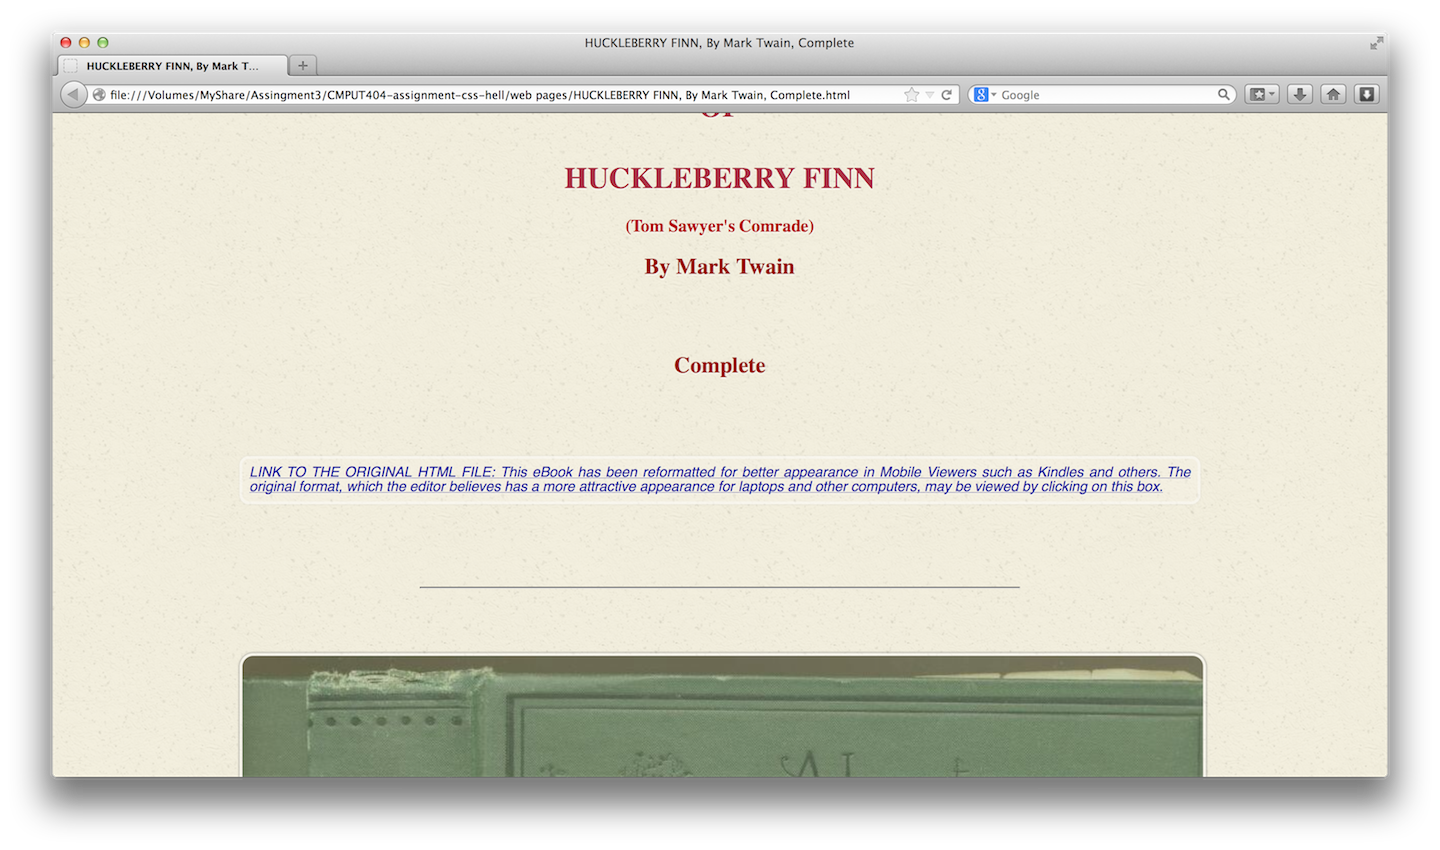 HUCKLEBERRY FINN, By Mark Twain, Complete
HUCKLEBERRY FINN, By Mark T...
file:///Volumes/MyShare/Assingment3/CMPUT404-assignment-css-hell/web pages/HUCKLEBERRY FINN, By Mark Twain, Complete.html
8 Google
OF
HUCKLEBERRY FINN
(Tom Sawyer's Comrade)
By Mark Twain
Complete
LINK TO THE ORIGINAL HTML FILE: This eBook has been reformatted for better appearance in Mobile Viewers such as Kindles and others. The
original format, which the editor believes has a more attractive appearance for laptops and other computers, may be viewed by clicking on this box.